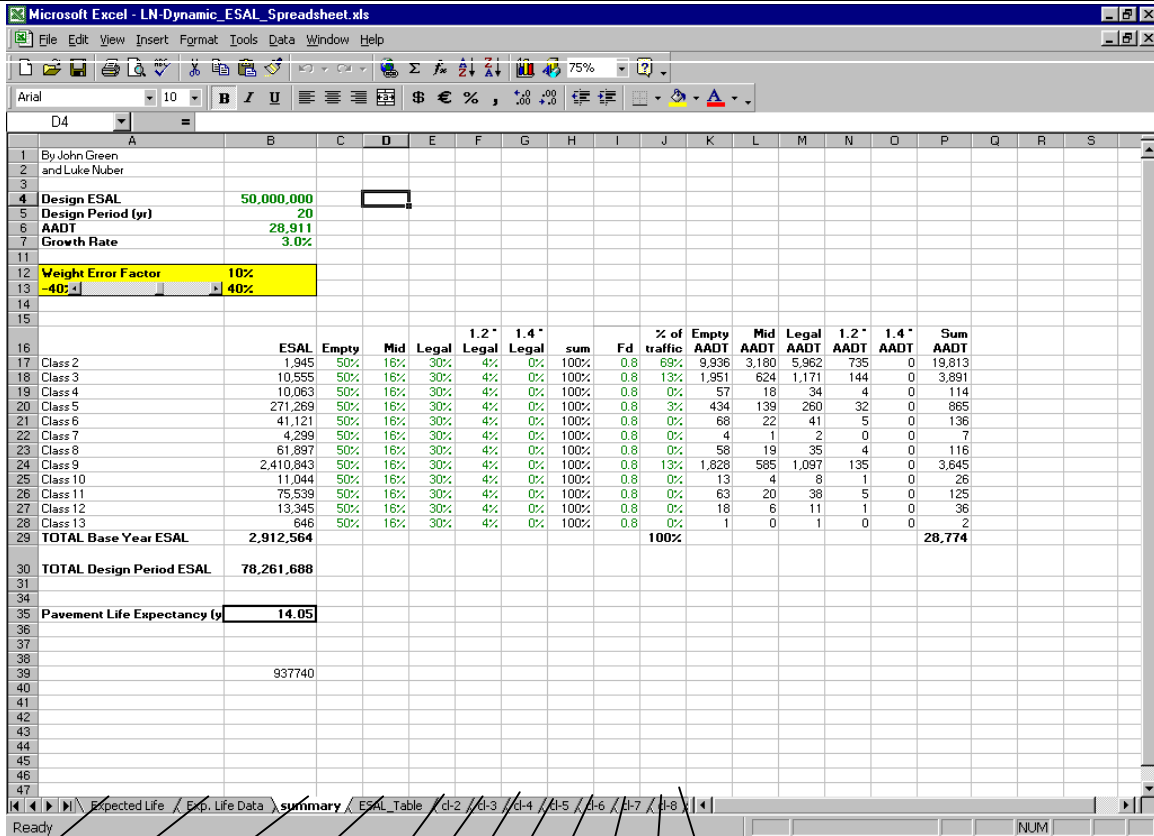 Microsoft Excel - LN-Dynamic_ESAL_Spreadsheet.xls
File Edit View Insert Format Tools Data Window Help
75%
Arial 10 B I U $ € % ,
D4 =
A B C D E F G H I J K L M N O P Q R S
1 By John Green
2 and Luke Nuber
3
4 Design ESAL 50,000,000
5 Design Period (yr) 20
6 AADT 28,911
7 Growth Rate 3.0%
11
12 Weight Error Factor 10%
13 -40% 40%
14
15
16 ESAL Empty Mid Legal 1.2 * Legal 1.4 * Legal sum Fd % of traffic Empty AADT Mid AADT Legal AADT 1.2 * AADT 1.4 * AADT Sum AADT
17 Class 2 1,945 50% 16% 30% 4% 0% 100% 0.8 69% 9,936 3,180 5,962 735 0 19,813
18 Class 3 10,555 50% 16% 30% 4% 0% 100% 0.8 13% 1,951 624 1,171 144 0 3,891
19 Class 4 10,063 50% 16% 30% 4% 0% 100% 0.8 0% 57 18 34 4 0 114
20 Class 5 271,269 50% 16% 30% 4% 0% 100% 0.8 3% 434 139 260 32 0 865
21 Class 6 41,121 50% 16% 30% 4% 0% 100% 0.8 0% 68 22 41 5 0 136
22 Class 7 4,299 50% 16% 30% 4% 0% 100% 0.8 0% 4 1 2 0 0 7
23 Class 8 61,897 50% 16% 30% 4% 0% 100% 0.8 0% 58 19 35 4 0 116
24 Class 9 2,410,843 50% 16% 30% 4% 0% 100% 0.8 13% 1,828 585 1,097 135 0 3,645
25 Class 10 11,044 50% 16% 30% 4% 0% 100% 0.8 0% 13 4 8 1 0 26
26 Class 11 75,539 50% 16% 30% 4% 0% 100% 0.8 0% 63 20 38 5 0 125
27 Class 12 13,345 50% 16% 30% 4% 0% 100% 0.8 0% 18 6 11 1 0 36
28 Class 13 646 50% 16% 30% 4% 0% 100% 0.8 0% 1 0 1 0 0 2
29 TOTAL Base Year ESAL 2,912,564 100% 28,774
30 TOTAL Design Period ESAL 78,261,688
31
34
35 Pavement Life Expectancy (y 14.05
36
37
38
39 937740
40
41
42
43
44
45
46
47
Expected Life Exp. Life Data summary ESAL_Table cl-2 cl-3 cl-4 cl-5 cl-6 cl-7 cl-8
Ready NUM